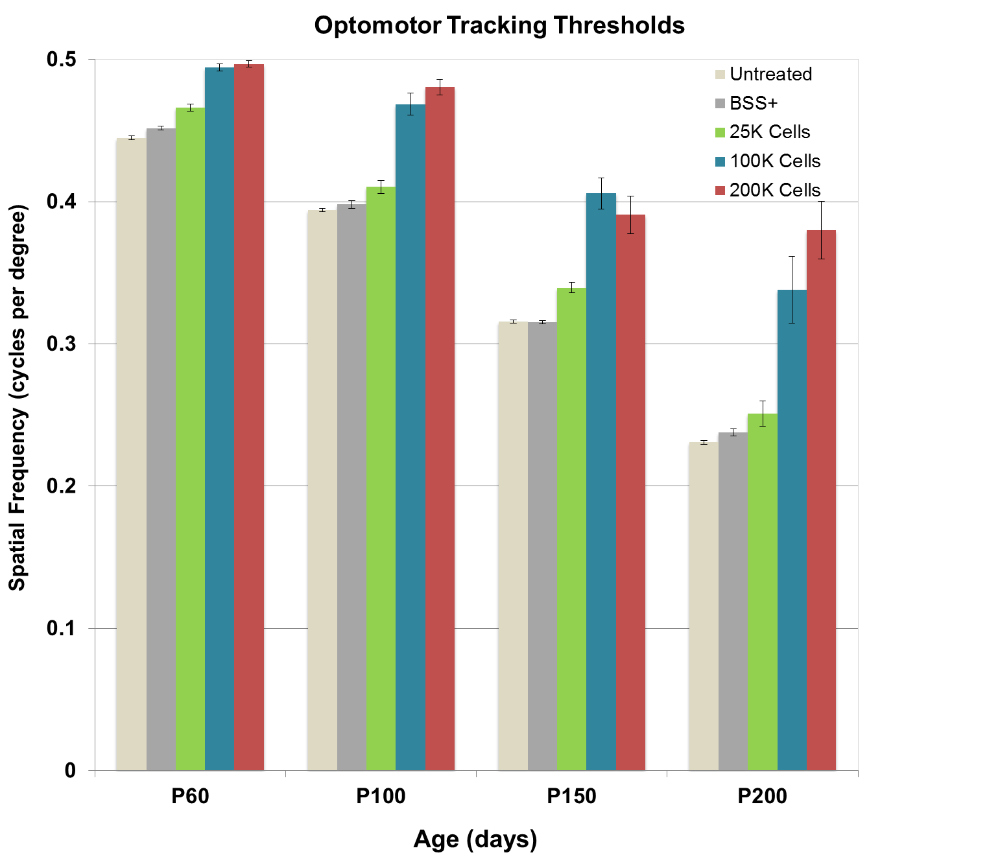 Optomotor Tracking Thresholds
Spatial Frequency (cycles per degree)
0.5
0.4
0.3
0.2
0.1
0
Untreated
BSS+
25K Cells
100K Cells
200K Cells
P60 P100 P150 P200
Age (days)